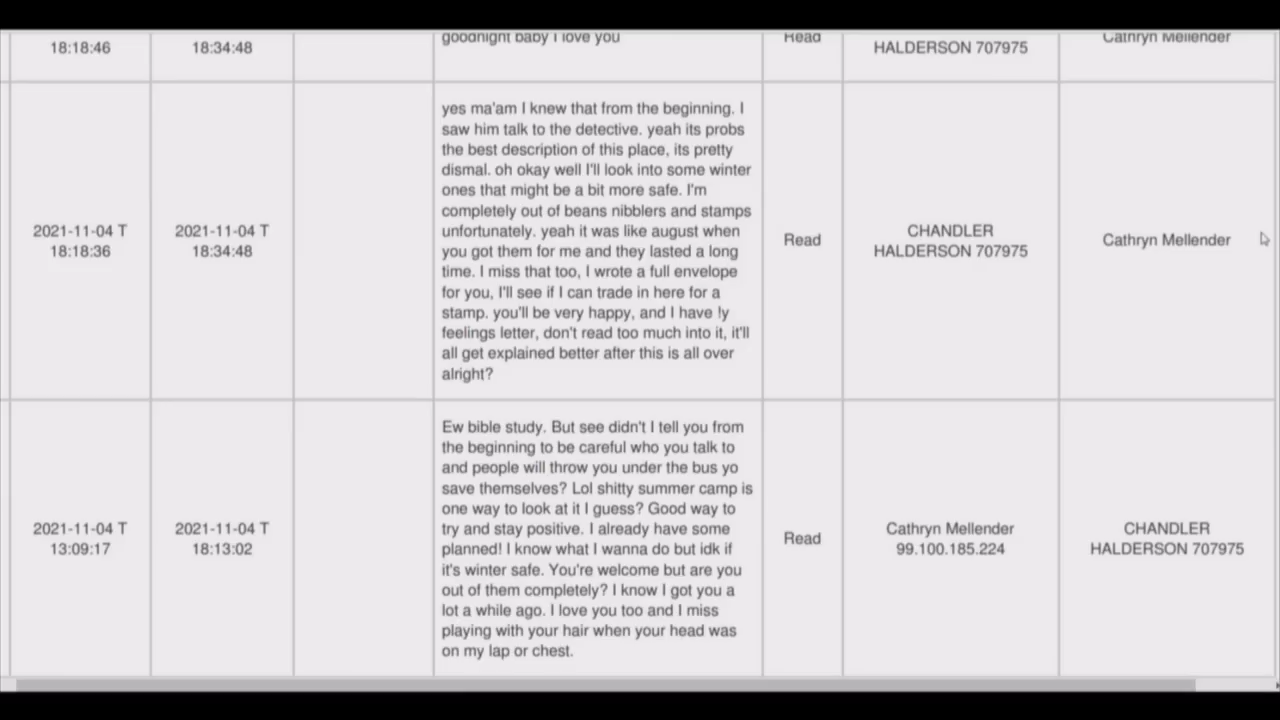 18:18:46
18:34:48
goodnight baby I love you
Read
HALDERSON 707975
Cathryn Mellender
2021-11-04 T
18:18:36
2021-11-04 T
18:34:48
yes ma'am I knew that from the beginning. I
saw him talk to the detective. yeah its probs
the best description of this place, its pretty
dismal. oh okay well I'll look into some winter
ones that might be a bit more safe. I'm
completely out of beans nibblers and stamps
unfortunately. yeah it was like august when
you got them for me and they lasted a long
time. I miss that too, I wrote a full envelope
for you, I'll see if I can trade in here for a
stamp. you'll be very happy, and I have !y
feelings letter, don't read too much into it, it'll
all get explained better after this is all over
alright?
Read
CHANDLER
HALDERSON 707975
Cathryn Mellender
2021-11-04 T
13:09:17
2021-11-04 T
18:13:02
Ew bible study. But see didn't I tell you from
the beginning to be careful who you talk to
and people will throw you under the bus yo
save themselves? Lol shitty summer camp is
one way to look at it I guess? Good way to
try and stay positive. I already have some
planned! I know what I wanna do but idk if
it's winter safe. You're welcome but are you
out of them completely? I know I got you a
lot a while ago. I love you too and I miss
playing with your hair when your head was
on my lap or chest.
Read
Cathryn Mellender
99.100.185.224
CHANDLER
HALDERSON 707975